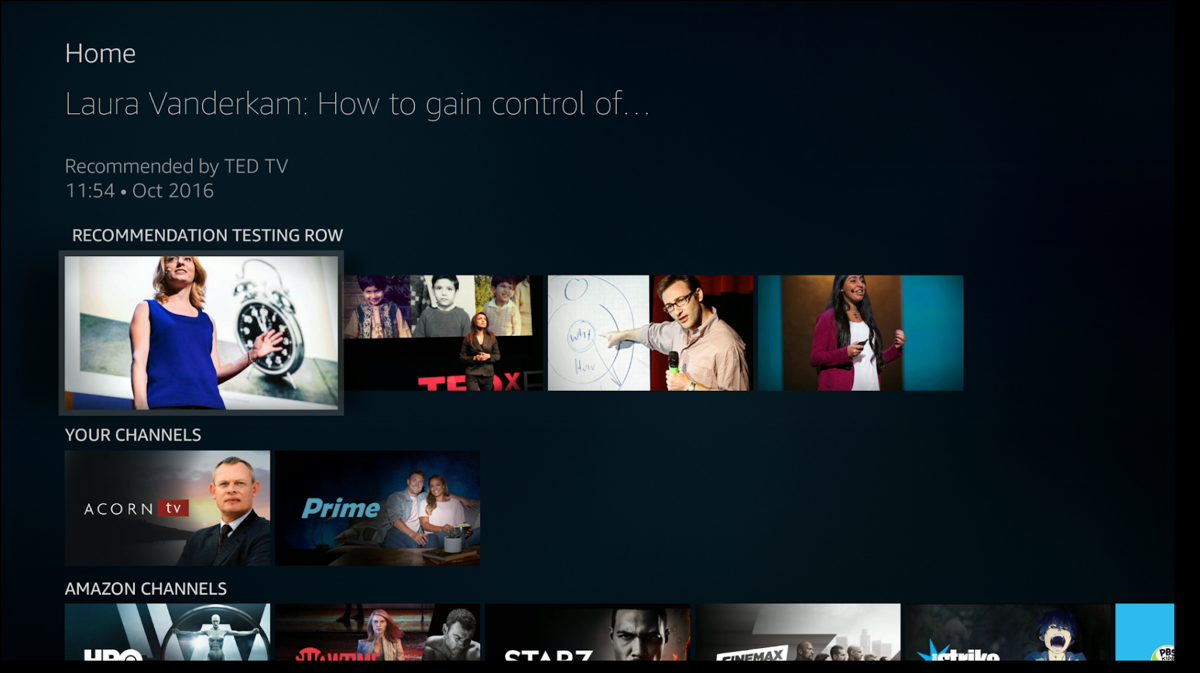 Home
Laura Vanderkam: How to gain control of...
Recommended by TED TV
11:54 • Oct 2016
RECOMMENDATION TESTING ROW
TEDx
WHY
HOW
YOUR CHANNELS
ACORN tv
Prime
AMAZON CHANNELS
HBO
SHOWTIME
STARZ
CINEMAX
strike
PBS